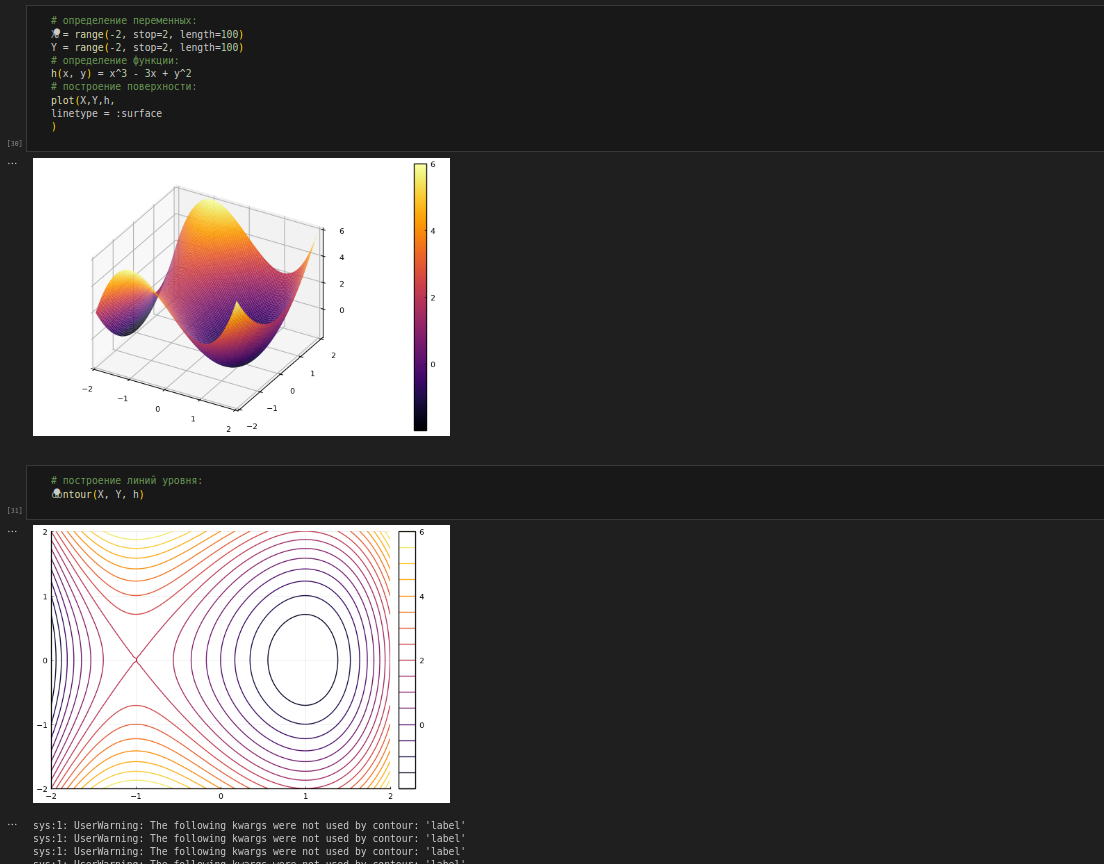 # определение переменных:
X = range(-2, stop=2, length=100)
Y = range(-2, stop=2, length=100)
# определение функции:
h(x, y) = x^3 - 3x + y^2
# построение поверхности:
plot(X,Y,h,
linetype = :surface
)
[30]
...
6
4
2
0
6
4
2
0
−2
−1
0
1
2
−2
−1
0
1
2
# построение линий уровня:
contour(X, Y, h)
[31]
...
2
1
0
−1
−2
−2
−1
0
1
2
6
4
2
0
...
sys:1: UserWarning: The following kwargs were not used by contour: 'label'
sys:1: UserWarning: The following kwargs were not used by contour: 'label'
sys:1: UserWarning: The following kwargs were not used by contour: 'label'
sys:1: UserWarning: The following kwargs were not used by contour: 'label'